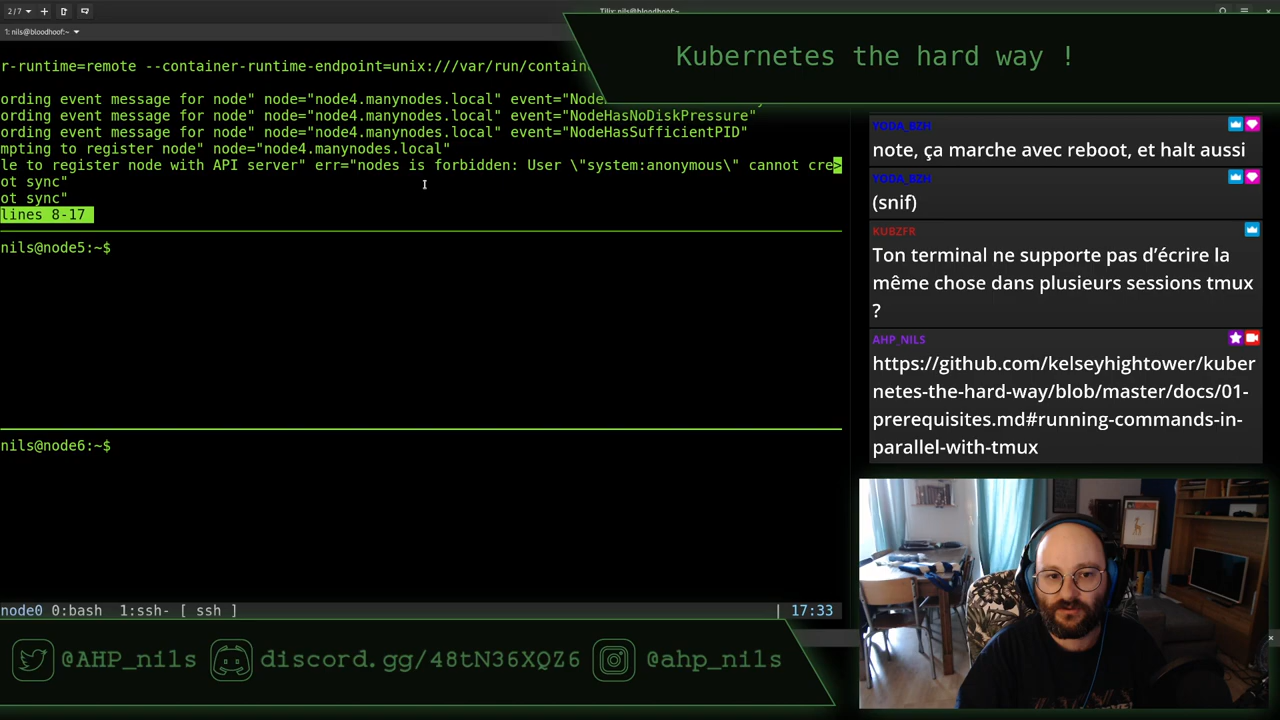 2/7
Tilix: nils@bloodhoof:~
1: nils@bloodhoof:~
Kubernetes the hard way !
r-runtime=remote --container-runtime-endpoint=unix:///var/run/contain
ording event message for node" node="node4.manynodes.local" event="Node
ording event message for node" node="node4.manynodes.local" event="NodeHasNoDiskPressure"
ording event message for node" node="node4.manynodes.local" event="NodeHasSufficientPID"
mpting to register node" node="node4.manynodes.local"
le to register node with API server" err="nodes is forbidden: User \"system:anonymous\" cannot cre>
ot sync"
ot sync"
lines 8-17
nils@node5:~$
nils@node6:~$
node0 0:bash 1:ssh- [ ssh ] | 17:33
YODA_BZH
note, ça marche avec reboot, et halt aussi
YODA_BZH
(snif)
KUBZFR
Ton terminal ne supporte pas d’écrire la
même chose dans plusieurs sessions tmux
?
AHP_NILS
https://github.com/kelseyhightower/kuber
netes-the-hard-way/blob/master/docs/01-
prerequisites.md#running-commands-in-
parallel-with-tmux
@AHP_nils discord.gg/48tN36XQZ6 @ahp_nils